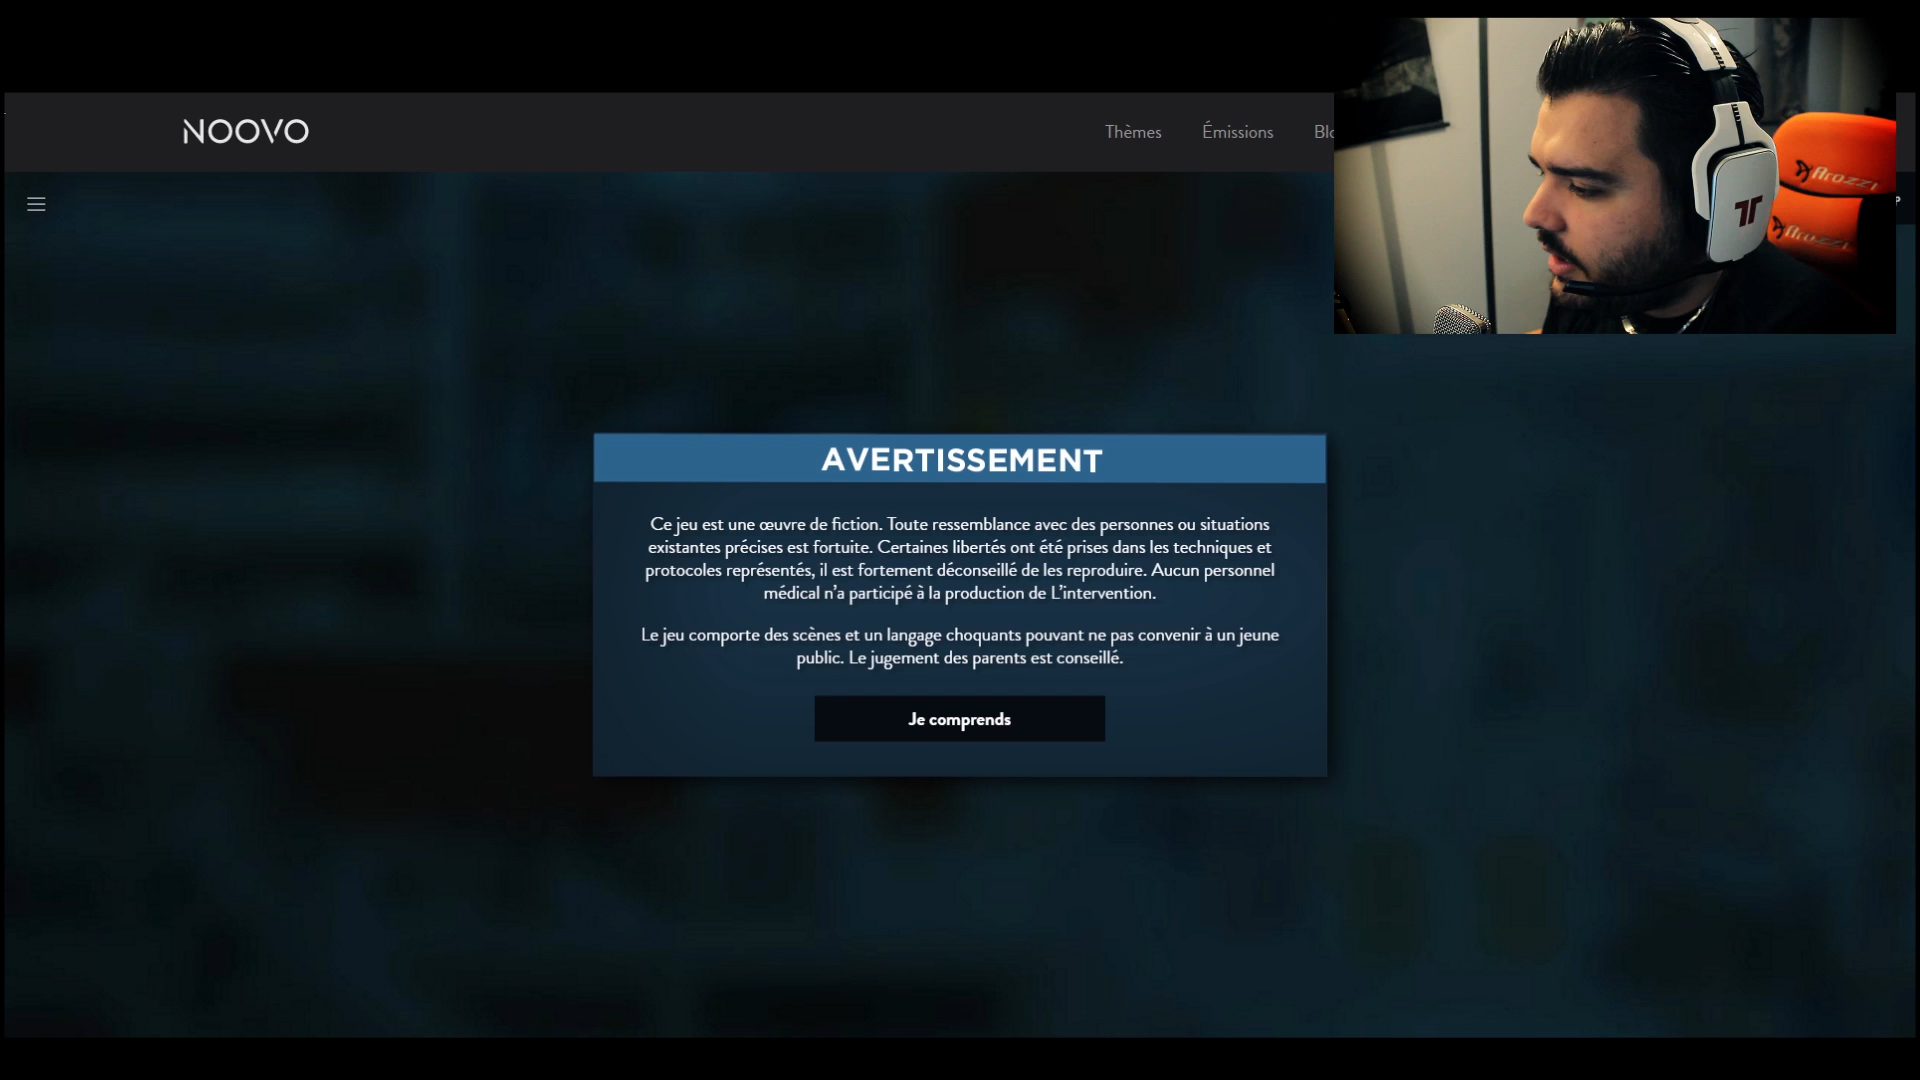 NOOVO
Thèmes Émissions
AVERTISSEMENT
Ce jeu est une œuvre de fiction. Toute ressemblance avec des personnes ou situations
existantes précises est fortuite. Certaines libertés ont été prises dans les techniques et
protocoles représentés, il est fortement déconseillé de les reproduire. Aucun personnel
médical n'a participé à la production de L'intervention.
Le jeu comporte des scènes et un langage choquants pouvant ne pas convenir à un jeune
public. Le jugement des parents est conseillé.
Je comprends
Arozzi
Arozzi